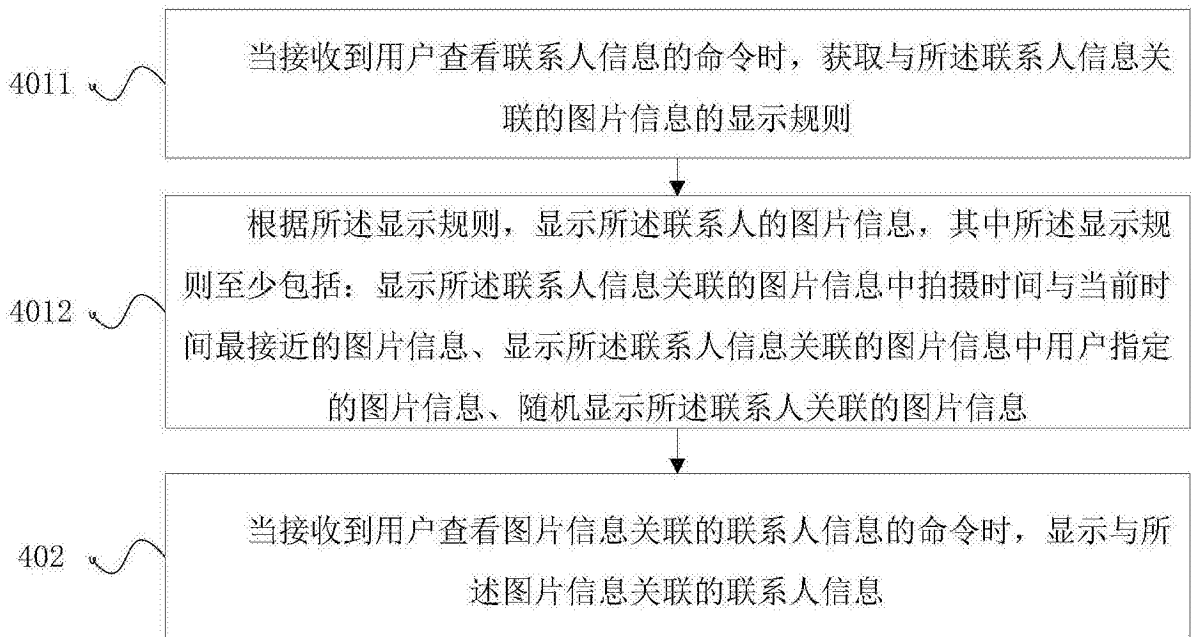 4011
当接收到用户查看联系人信息的命令时，获取与所述联系人信息关
联的图片信息的显示规则
4012
根据所述显示规则，显示所述联系人的图片信息，其中所述显示规
则至少包括：显示所述联系人信息关联的图片信息中拍摄时间与当前时
间最接近的图片信息、显示所述联系人信息关联的图片信息中用户指定
的图片信息、随机显示所述联系人关联的图片信息
402
当接收到用户查看图片信息关联的联系人信息的命令时，显示与所
述图片信息关联的联系人信息